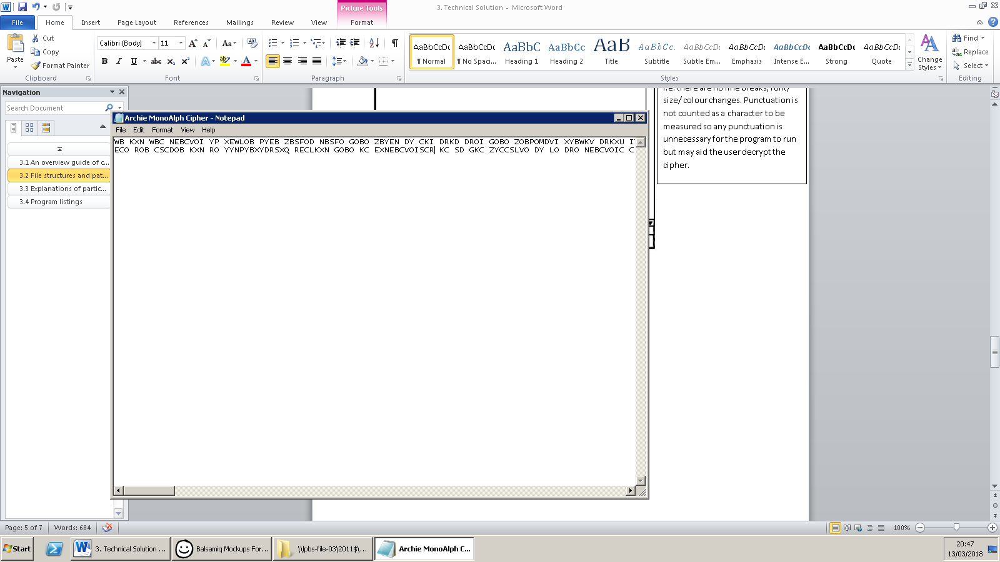 3. Technical Solution - Microsoft Word
Picture Tools
File
Home
Insert
Page Layout
References
Mailings
Review
View
Format
Paste
Cut
Copy
Format Painter
Clipboard
Calibri (Body)
11
Font
Paragraph
AaBbCcDc
¶ Normal
AaBbCcDc
¶ No Spaci...
AaBbC
Heading 1
AaBbCc
Heading 2
AaB
Title
AaBbCc.
Subtitle
AaBbCcDc
Subtle Em...
AaBbCcDc
Emphasis
AaBbCcDc
Intense E...
AaBbCcDc
Strong
AaBbCcDc
Quote
Change
Styles
Styles
Find
Replace
Select
Editing
Navigation
Search Document
3.1 An overview guide of c...
3.2 File structures and pat...
3.3 Explanations of partic...
3.4 Program listings
Archie MonoAlph Cipher - Notepad
File Edit Format View Help
WB KXN WBC NEBCVOI YP XEWLOB PYEB ZBSFOD NBSFO GOBO ZBYEN DY CKI DRKD DROI GOBO ZOBPOMDVI XYBWKV DRKXU
ECO ROB CSCDOB KXN RO YYNPYBXYDRSXQ RECLKXN GOBO KC EXNEBCVOISCR KC SD GKC ZYCCSLVO DY LO DRO NEBCVOIC C
i.e. there are no line breaks, font/
size/ colour changes. Punctuation is
not counted as a character to be
measured so any punctuation is
unnecessary for the program to run
but may aid the user decrypt the
cipher.
Page: 5 of 7
Words: 684
100%
Start
3. Technical Solution ...
Balsamiq Mockups For...
\\lpbs-file-03\2011$\...
Archie MonoAlph C...
20:47
13/03/2018